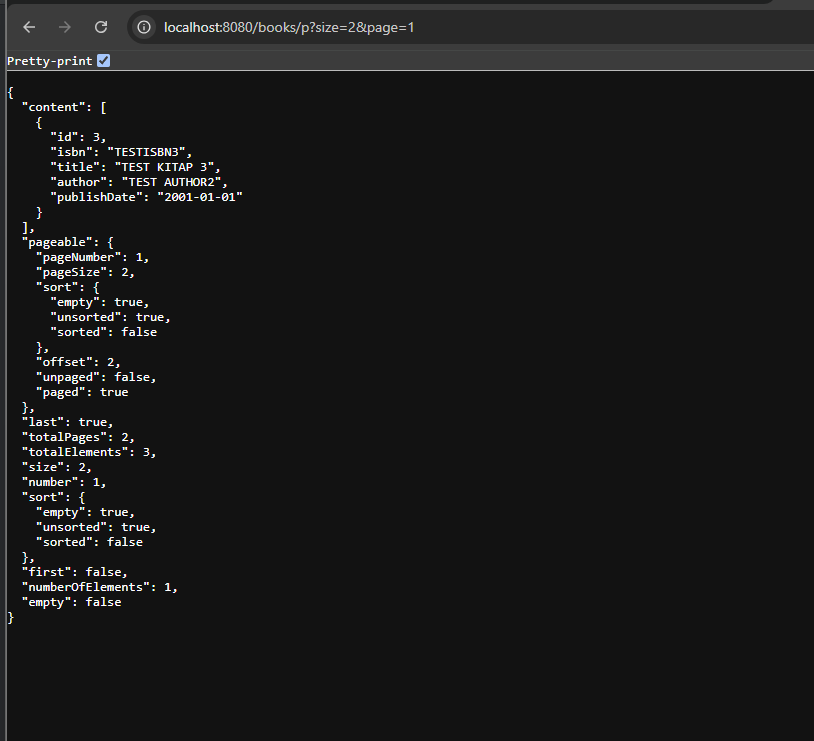 localhost:8080/books/p?size=2&page=1
Pretty-print
{
  "content": [
    {
      "id": 3,
      "isbn": "TESTISBN3",
      "title": "TEST KITAP 3",
      "author": "TEST AUTHOR2",
      "publishDate": "2001-01-01"
    }
  ],
  "pageable": {
    "pageNumber": 1,
    "pageSize": 2,
    "sort": {
      "empty": true,
      "unsorted": true,
      "sorted": false
    },
    "offset": 2,
    "unpaged": false,
    "paged": true
  },
  "last": true,
  "totalPages": 2,
  "totalElements": 3,
  "size": 2,
  "number": 1,
  "sort": {
    "empty": true,
    "unsorted": true,
    "sorted": false
  },
  "first": false,
  "numberOfElements": 1,
  "empty": false
}